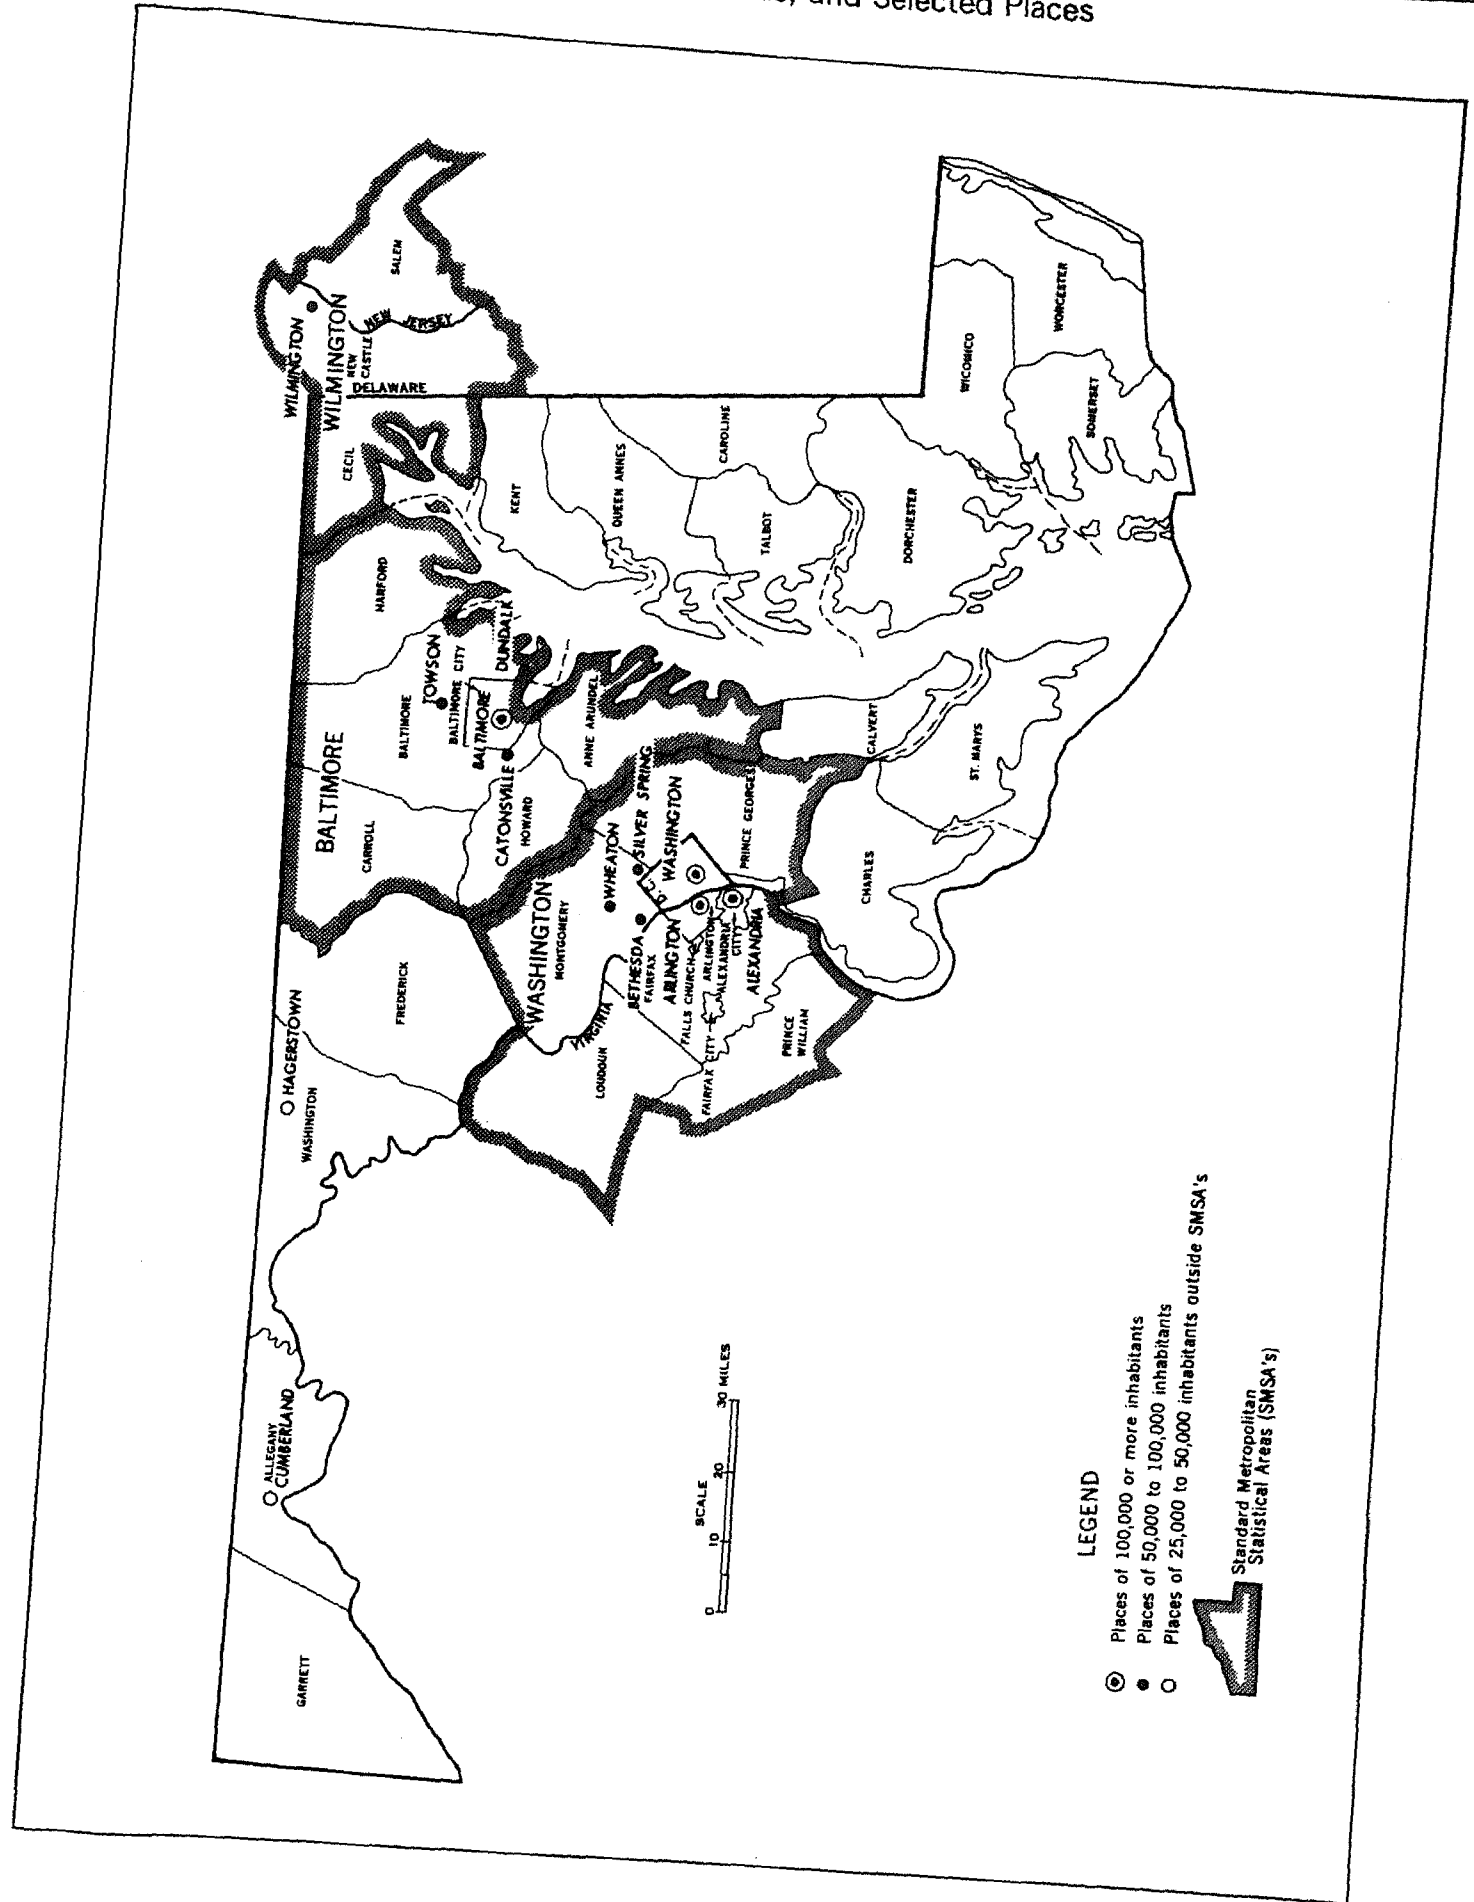 and Selected Places
GARRETT
ALLEGANY
CUMBERLAND
HAGERSTOWN
WASHINGTON
FREDERICK
BALTIMORE
CARROLL
BALTIMORE
TOWSON
BALTIMORE CITY
BALTIMORE
DUNDALK
CATONSVILLE
HOWARD
HARFORD
CECIL
WILMINGTON
WILMINGTON
NEW
CASTLE
DELAWARE
NEW JERSEY
SALEM
KENT
QUEEN ANNES
CAROLINE
TALBOT
DORCHESTER
WICOMICO
WORCESTER
SOMERSET
ANNE ARUNDEL
CALVERT
ST. MARYS
CHARLES
PRINCE GEORGES
WASHINGTON
MONTGOMERY
WHEATON
SILVER SPRING
WASHINGTON
D.C.
BETHESDA
FAIRFAX
ARLINGTON
FALLS CHURCH
ARLINGTON
ALEXANDRIA
CITY
ALEXANDRIA
VIRGINIA
LOUDOUN
FAIRFAX CITY
PRINCE
WILLIAM
SCALE
0 10 20 30 MILES
LEGEND
Places of 100,000 or more inhabitants
Places of 50,000 to 100,000 inhabitants
Places of 25,000 to 50,000 inhabitants outside SMSA's
Standard Metropolitan
Statistical Areas (SMSA's)